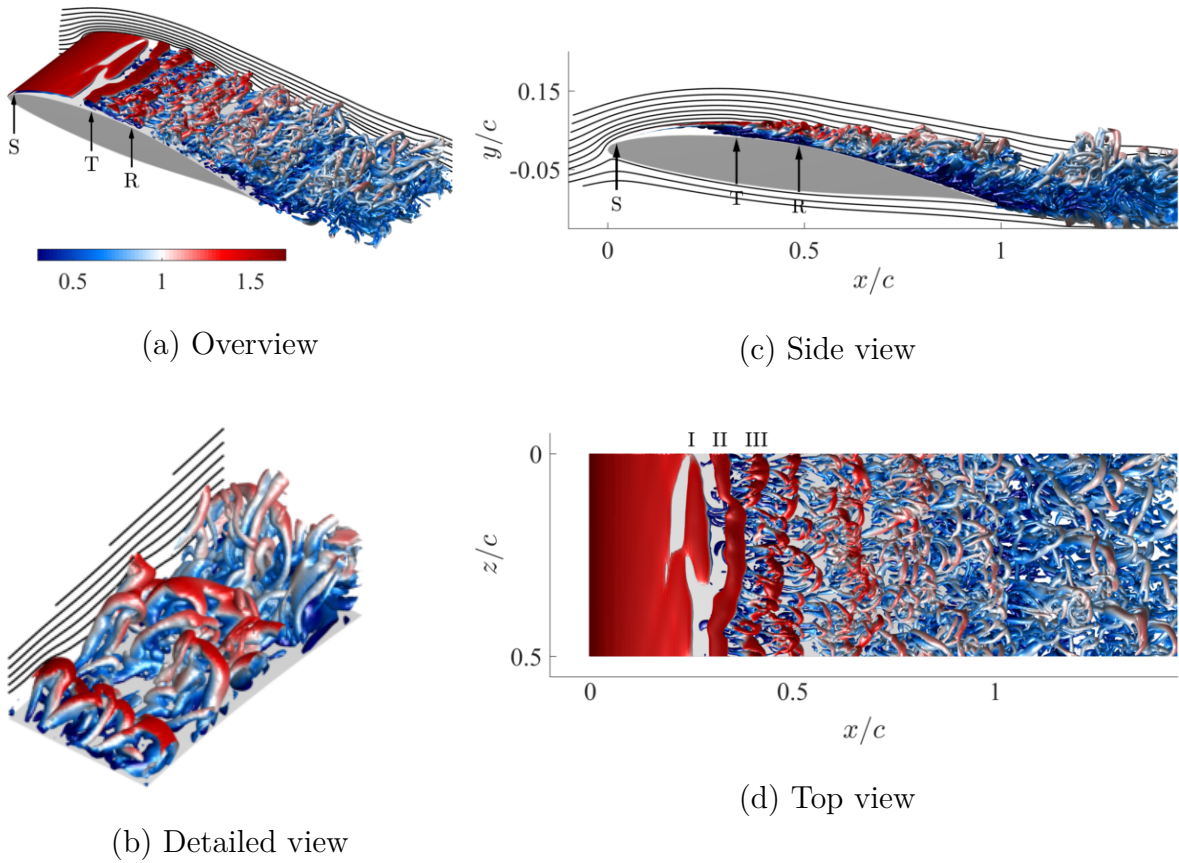 S
T
R
0.5
1
1.5
(a) Overview
y/c
0.15
-0.05
S
T
R
0
0.5
1
x/c
(c) Side view
(b) Detailed view
I
II
III
z/c
0
0.5
0
0.5
1
x/c
(d) Top view